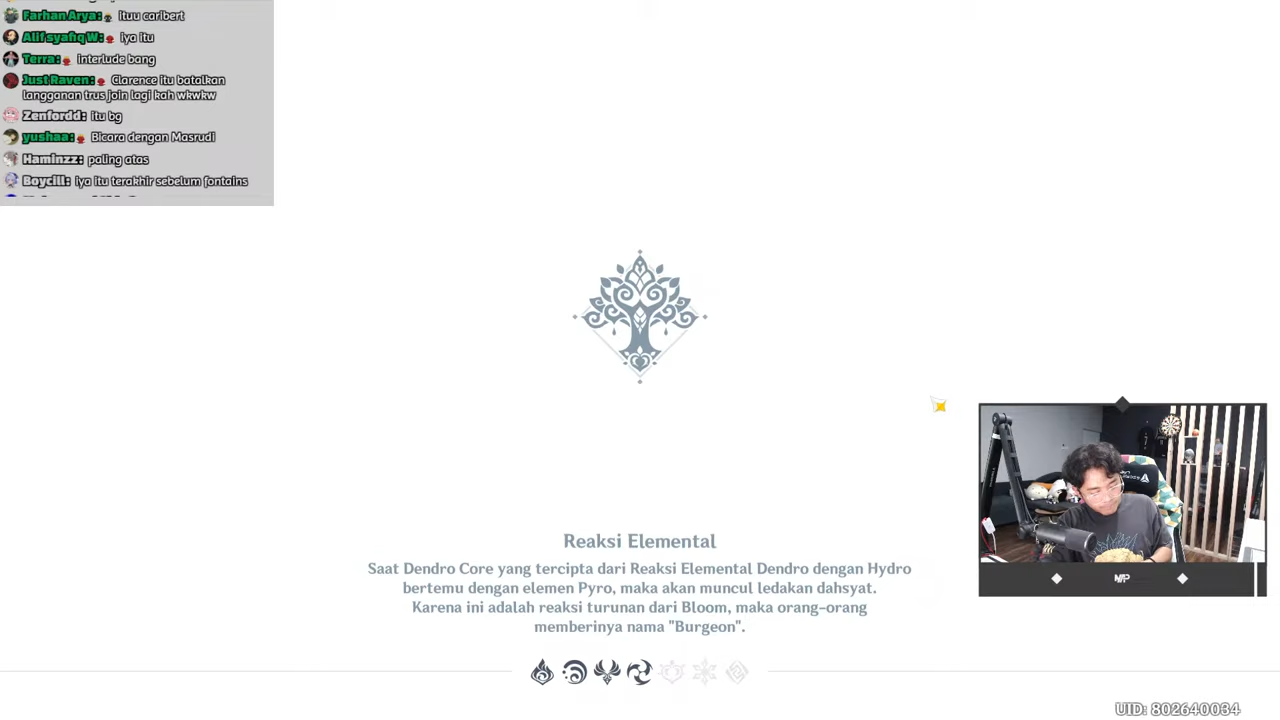 Farhan Arya: ituu carlbert
Alif syafiq W: iya itu
Terra: interlude bang
Just Raven: Clarence itu batalkan
langganan trus join lagi kah wkwkw
Zenfordd: itu bg
yushaa: Bicara dengan Masrudi
Haminzz: paling atas
Boycill: iya itu terakhir sebelum fontains
Reaksi Elemental
Saat Dendro Core yang tercipta dari Reaksi Elemental Dendro dengan Hydro
bertemu dengan elemen Pyro, maka akan muncul ledakan dahsyat.
Karena ini adalah reaksi turunan dari Bloom, maka orang-orang
memberinya nama "Burgeon".
UID: 802640034